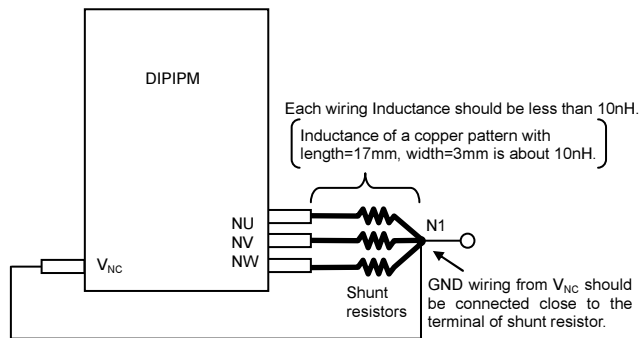 DIPIPM
Each wiring Inductance should be less than 10nH.
Inductance of a copper pattern with
length=17mm, width=3mm is about 10nH.
NU
NV
NW
N1
VNC
Shunt
resistors
GND wiring from VNC should
be connected close to the
terminal of shunt resistor.